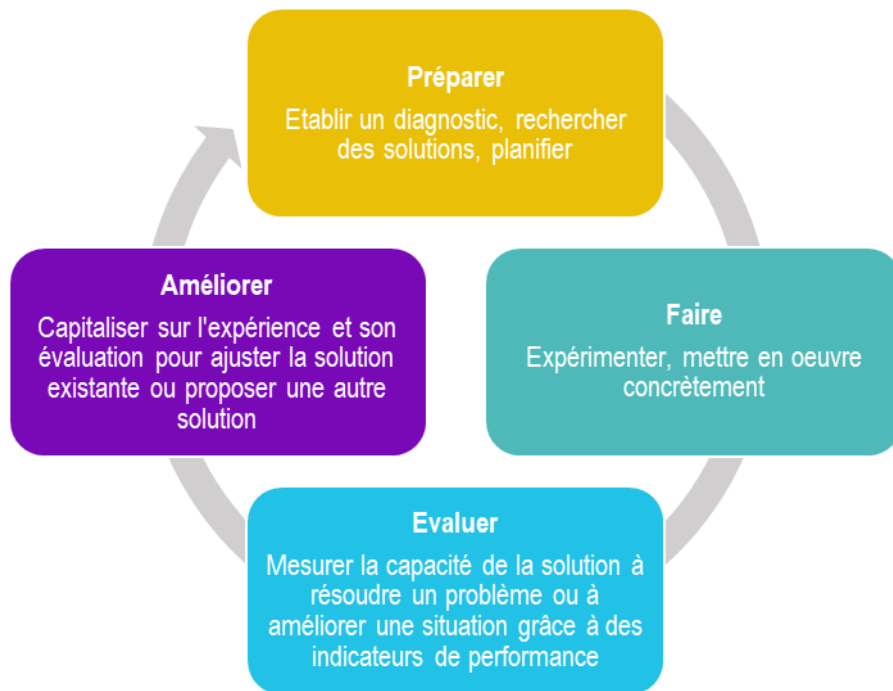 Préparer
Etablir un diagnostic, rechercher
des solutions, planifier
Améliorer
Capitaliser sur l'expérience et son
évaluation pour ajuster la solution
existante ou proposer une autre
solution
Faire
Expérimenter, mettre en oeuvre
concrètement
Evaluer
Mesurer la capacité de la solution à
résoudre un problème ou à
améliorer une situation grâce à des
indicateurs de performance